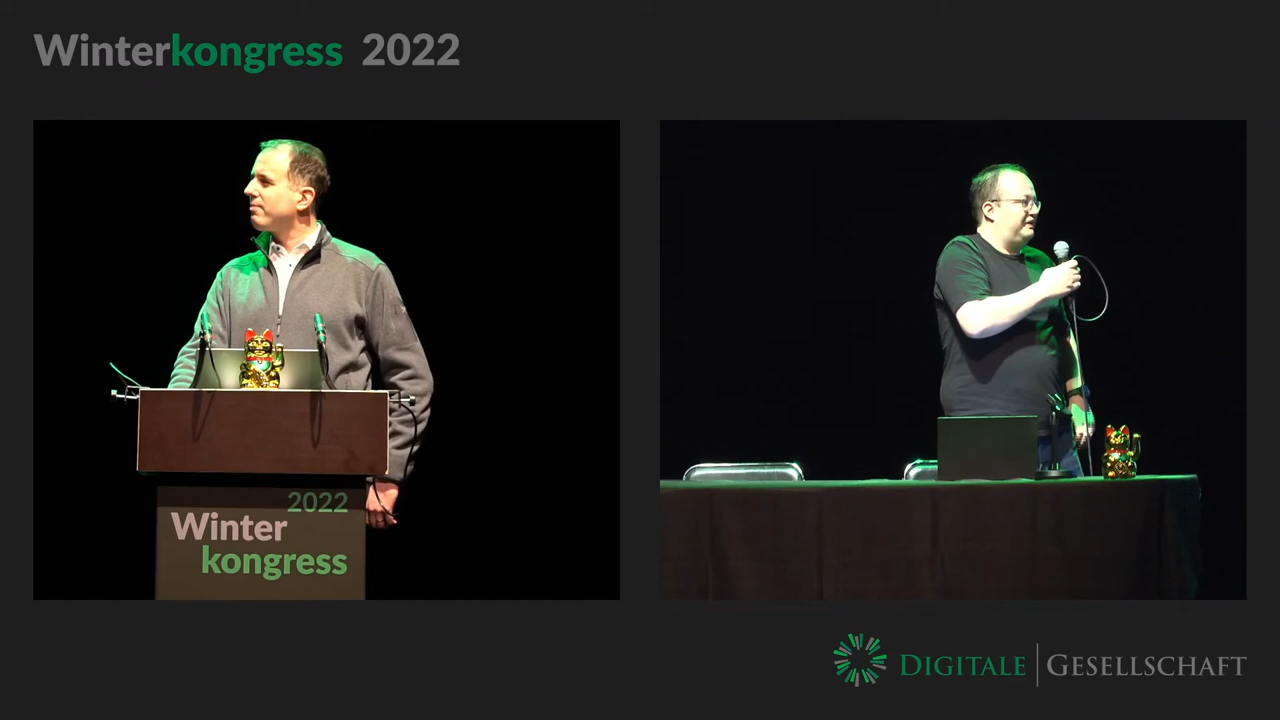 Winterkongress 2022
2022
Winter
kongress
DIGITALE | GESELLSCHAFT